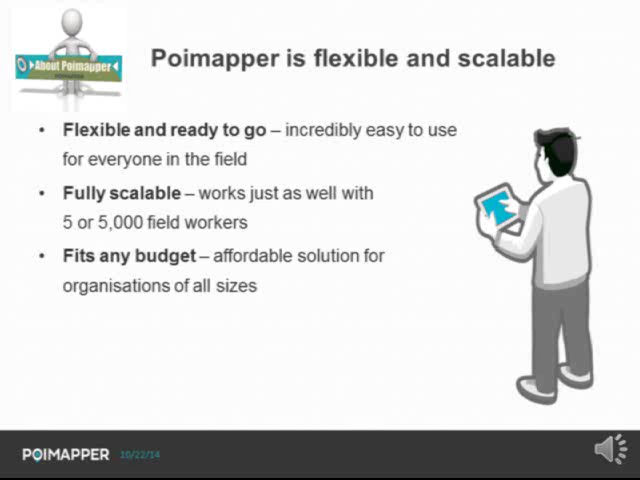 About Poimapper
Poimapper is flexible and scalable
• Flexible and ready to go – incredibly easy to use
for everyone in the field
• Fully scalable – works just as well with
5 or 5,000 field workers
• Fits any budget – affordable solution for
organisations of all sizes
POIMAPPER 10/22/14